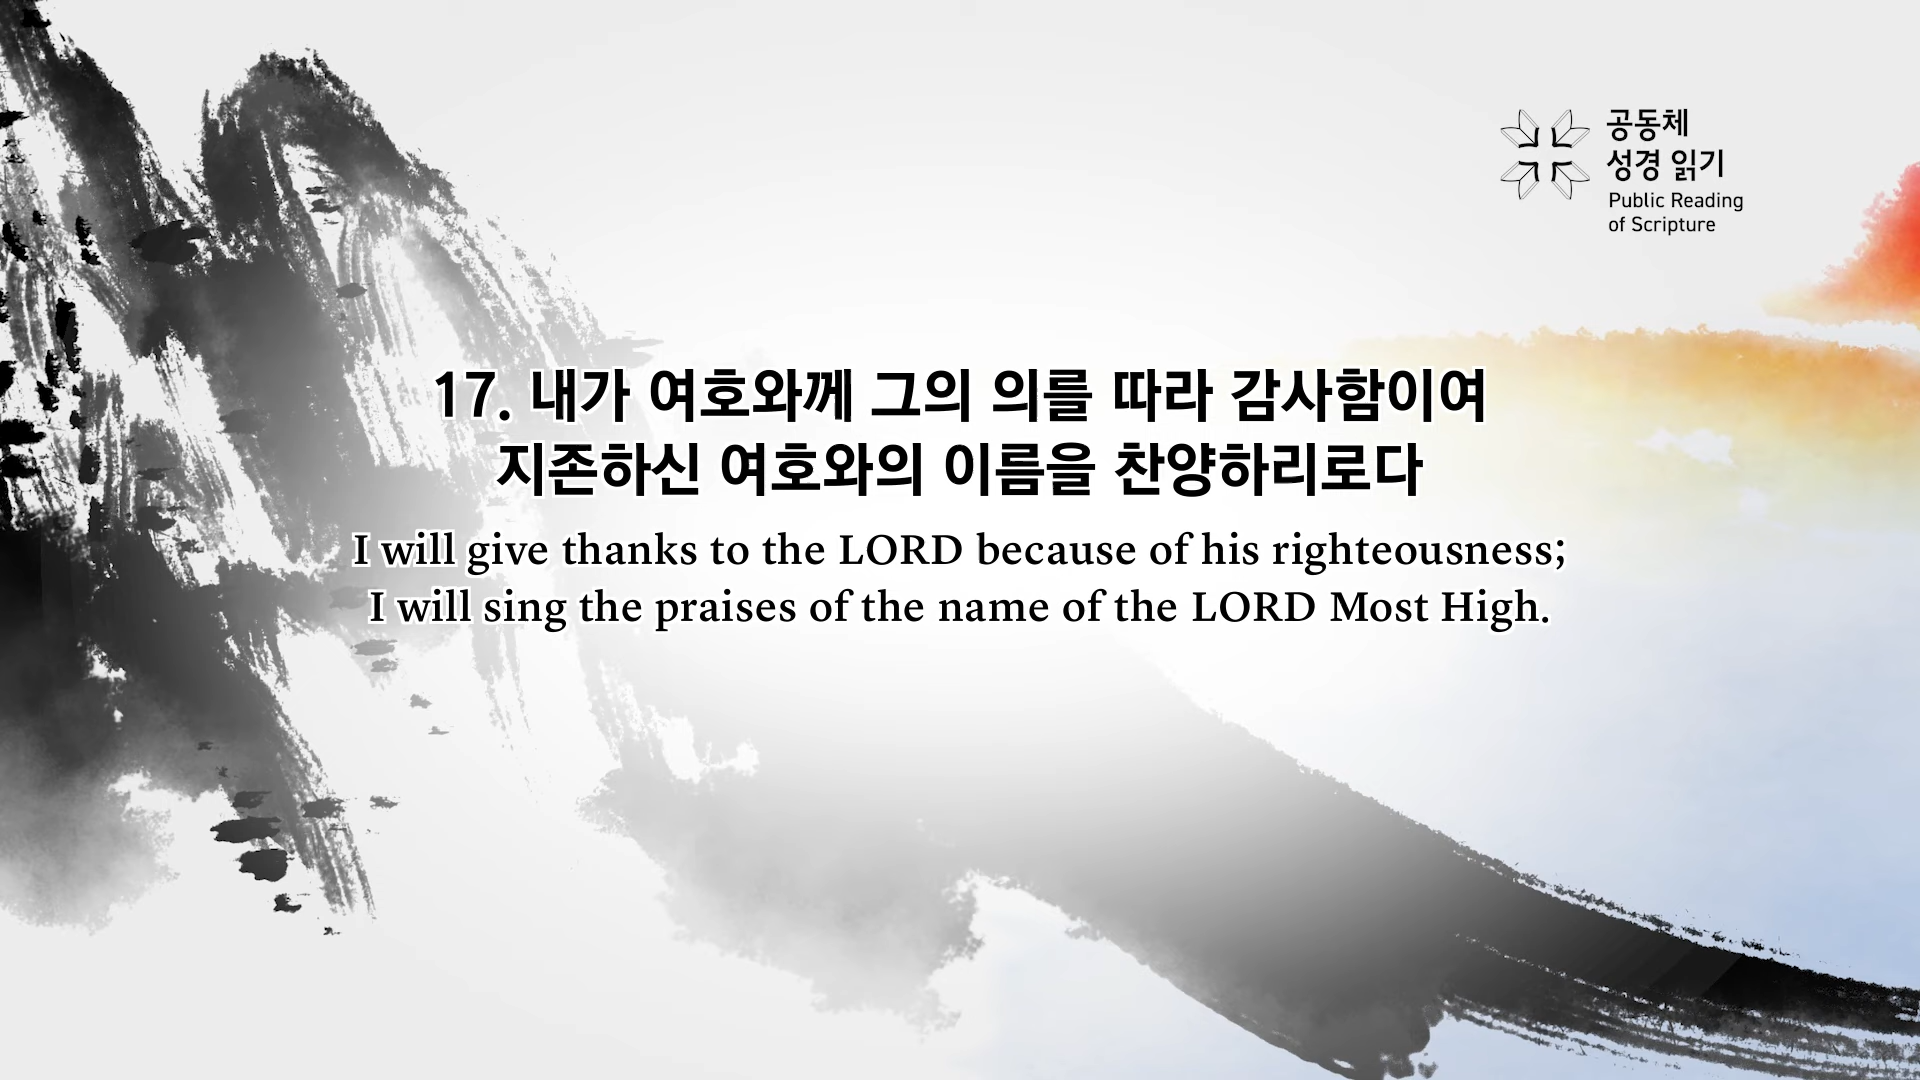 공동체
성경 읽기
Public Reading
of Scripture
17. 내가 여호와께 그의 의를 따라 감사함이여
지존하신 여호와의 이름을 찬양하리로다
I will give thanks to the LORD because of his righteousness;
I will sing the praises of the name of the LORD Most High.